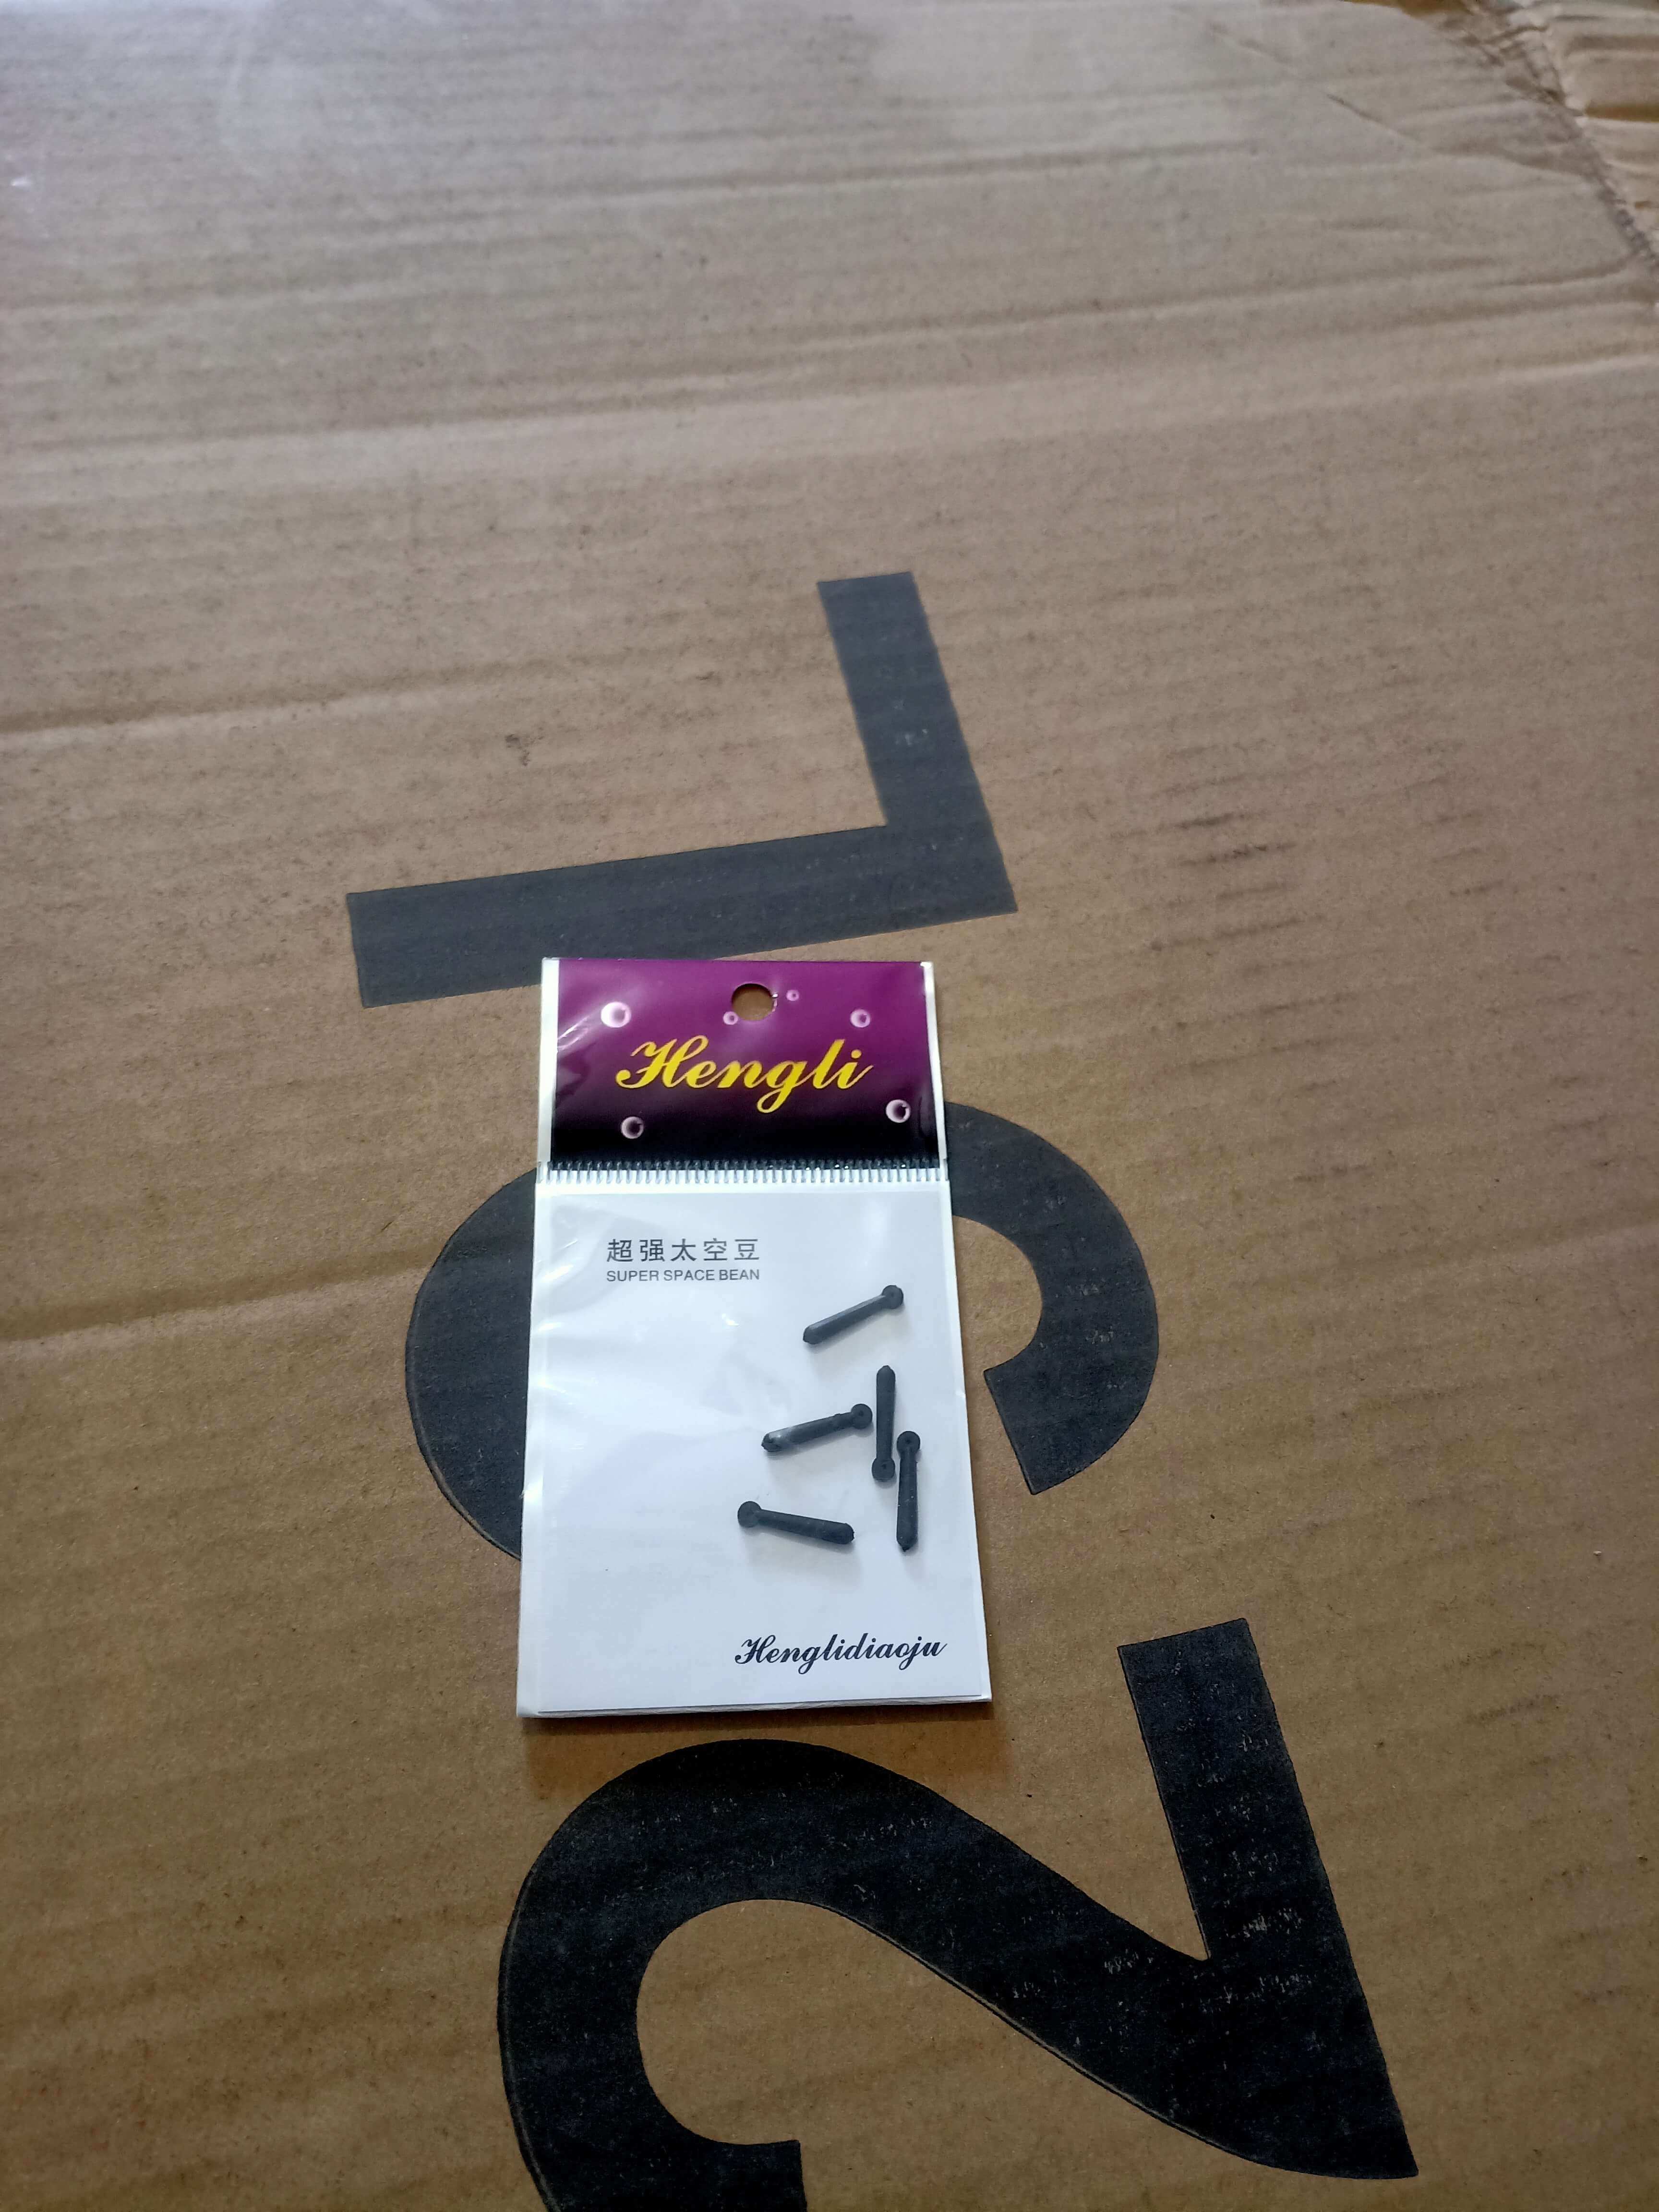 Hengli
超强太空豆
SUPER SPACE BEAN
Henglidiaoju